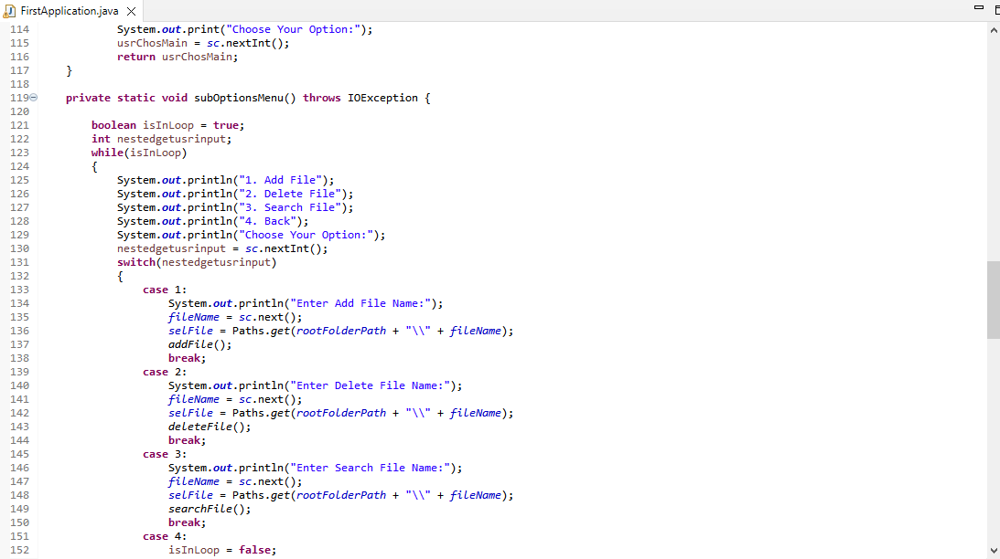 FirstApplication.java
114 System.out.print("Choose Your Option:");
115 usrChosMain = sc.nextInt();
116 return usrChosMain;
117 }
118
119 private static void subOptionsMenu() throws IOException {
120
121 boolean isInLoop = true;
122 int nestedgetusrinput;
123 while(isInLoop)
124 {
125 System.out.println("1. Add File");
126 System.out.println("2. Delete File");
127 System.out.println("3. Search File");
128 System.out.println("4. Back");
129 System.out.println("Choose Your Option:");
130 nestedgetusrinput = sc.nextInt();
131 switch(nestedgetusrinput)
132 {
133 case 1:
134 System.out.println("Enter Add File Name:");
135 fileName = sc.next();
136 selFile = Paths.get(rootFolderPath + "\\" + fileName);
137 addFile();
138 break;
139 case 2:
140 System.out.println("Enter Delete File Name:");
141 fileName = sc.next();
142 selFile = Paths.get(rootFolderPath + "\\" + fileName);
143 deleteFile();
144 break;
145 case 3:
146 System.out.println("Enter Search File Name:");
147 fileName = sc.next();
148 selFile = Paths.get(rootFolderPath + "\\" + fileName);
149 searchFile();
150 break;
151 case 4:
152 isInLoop = false;